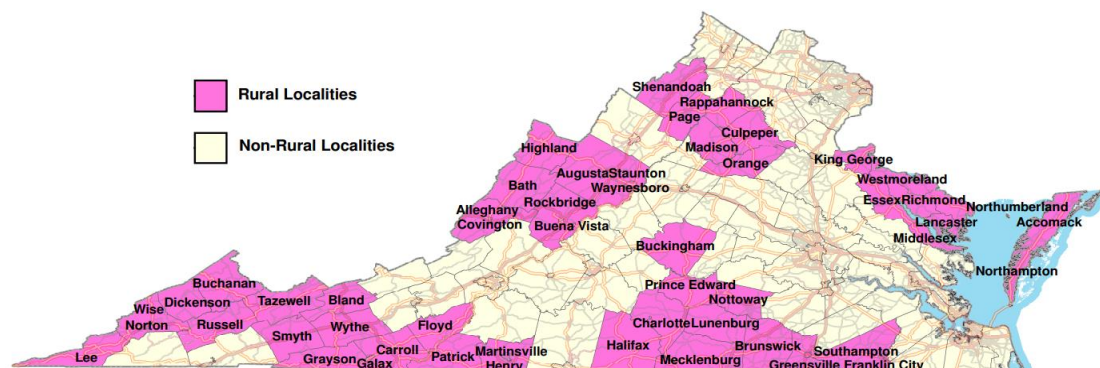 Rural Localities
Non-Rural Localities
Shenandoah
Rappahannock
Page
Culpeper
Madison
Orange
Highland
Augusta
Staunton
Waynesboro
Bath
Rockbridge
Alleghany
Covington
Buena Vista
King George
Westmoreland
Essex
Richmond
Northumberland
Lancaster
Accomack
Middlesex
Northampton
Buckingham
Prince Edward
Nottoway
Charlotte
Lunenburg
Halifax
Brunswick
Mecklenburg
Southampton
Greensville
Franklin City
Buchanan
Dickenson
Tazewell
Bland
Wise
Norton
Russell
Smyth
Wythe
Floyd
Lee
Grayson
Carroll
Galax
Patrick
Martinsville
Henry